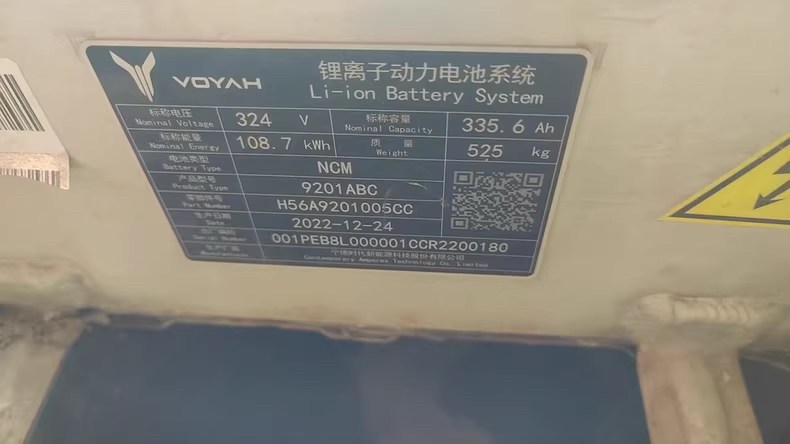 VOYAH
锂离子动力电池系统
Li-ion Battery System
标称电压 324 V 标称容量 335.6 Ah
Nominal Voltage Nominal Capacity
标称能量 108.7 kWh 质 量 525 kg
Nominal Energy Weight
电池类型 NCM
Battery Type
产品型号 9201ABC
Product Type
零部件号 H56A9201005CC
Part Number
生产日期 2022-12-24
Date
出厂编码 001PEB8L000001CCR2200180
Serial Number
生产厂家 宁德时代新能源科技股份有限公司
Manufacturer Contemporary Amperex Technology Co. Limited